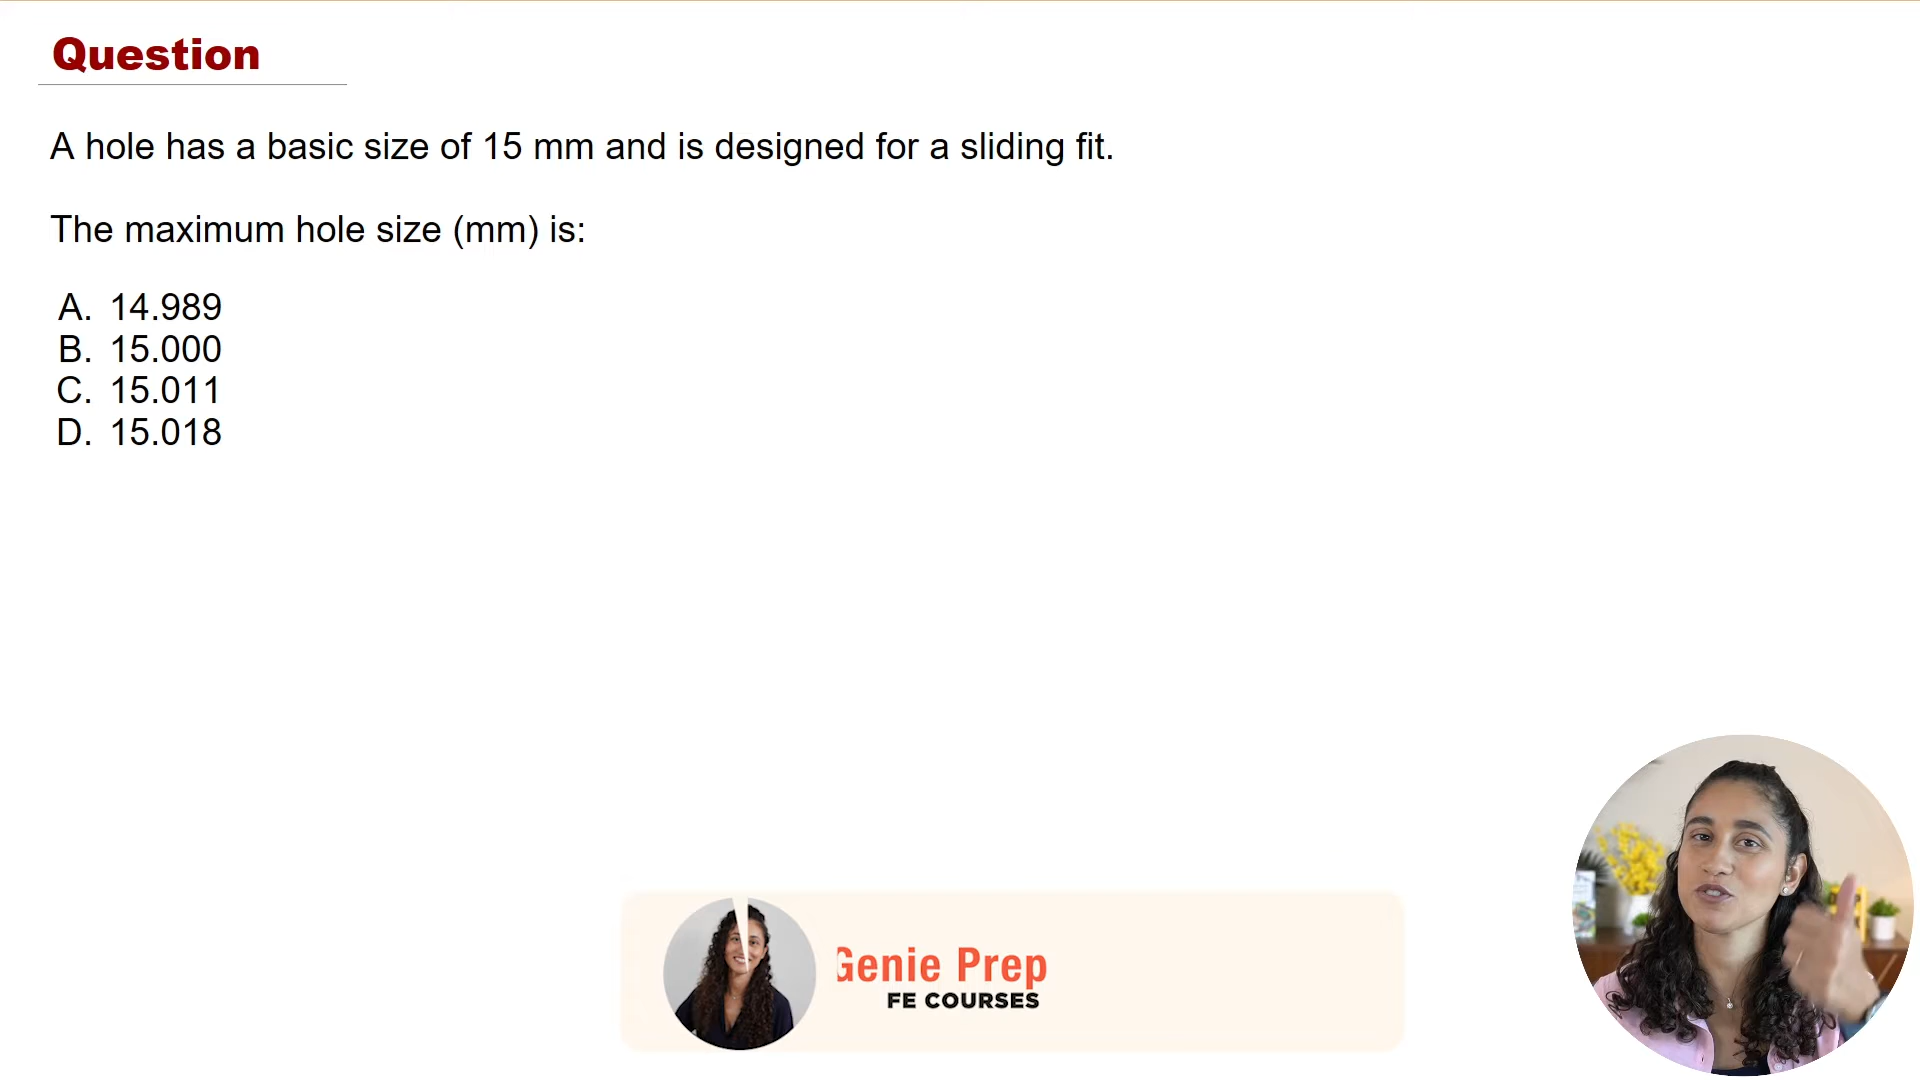 Question
A hole has a basic size of 15 mm and is designed for a sliding fit.
The maximum hole size (mm) is:
A. 14.989
B. 15.000
C. 15.011
D. 15.018
Genie Prep
FE COURSES